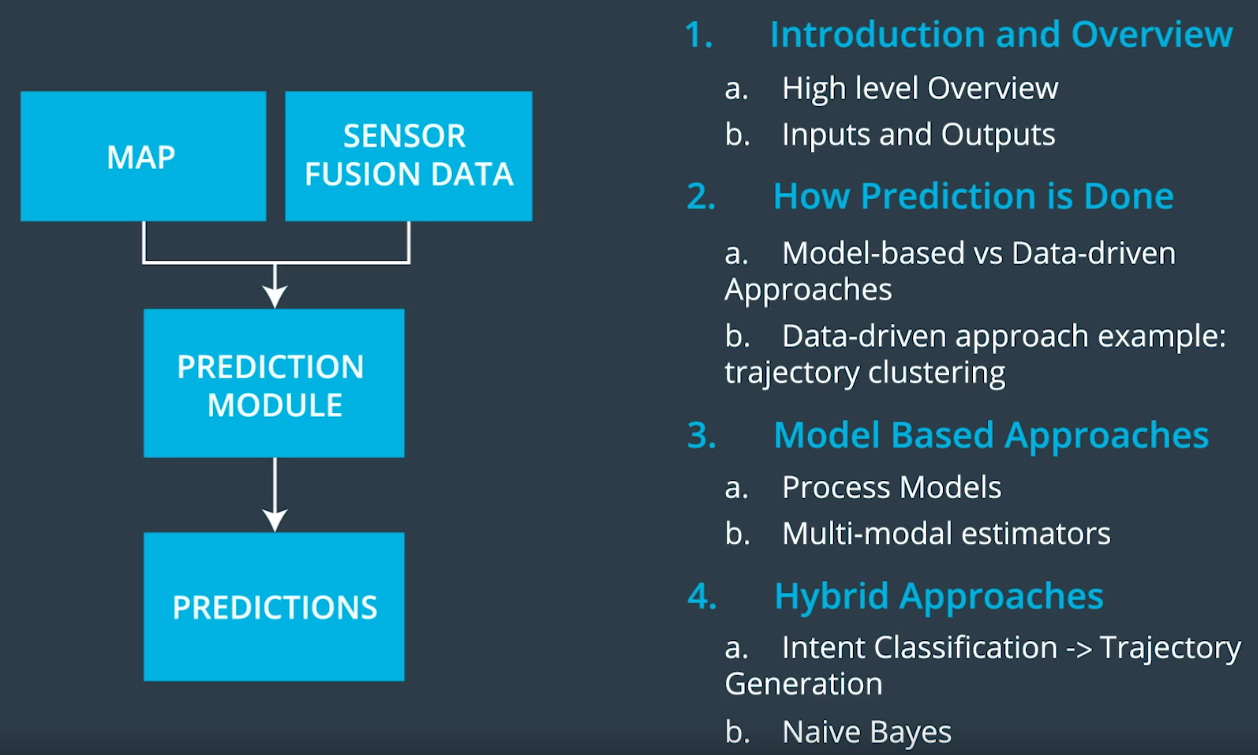 MAP
SENSOR
FUSION DATA
PREDICTION
MODULE
PREDICTIONS
1. Introduction and Overview
a. High level Overview
b. Inputs and Outputs
2. How Prediction is Done
a. Model-based vs Data-driven
Approaches
b. Data-driven approach example:
trajectory clustering
3. Model Based Approaches
a. Process Models
b. Multi-modal estimators
4. Hybrid Approaches
a. Intent Classification -> Trajectory
Generation
b. Naive Bayes